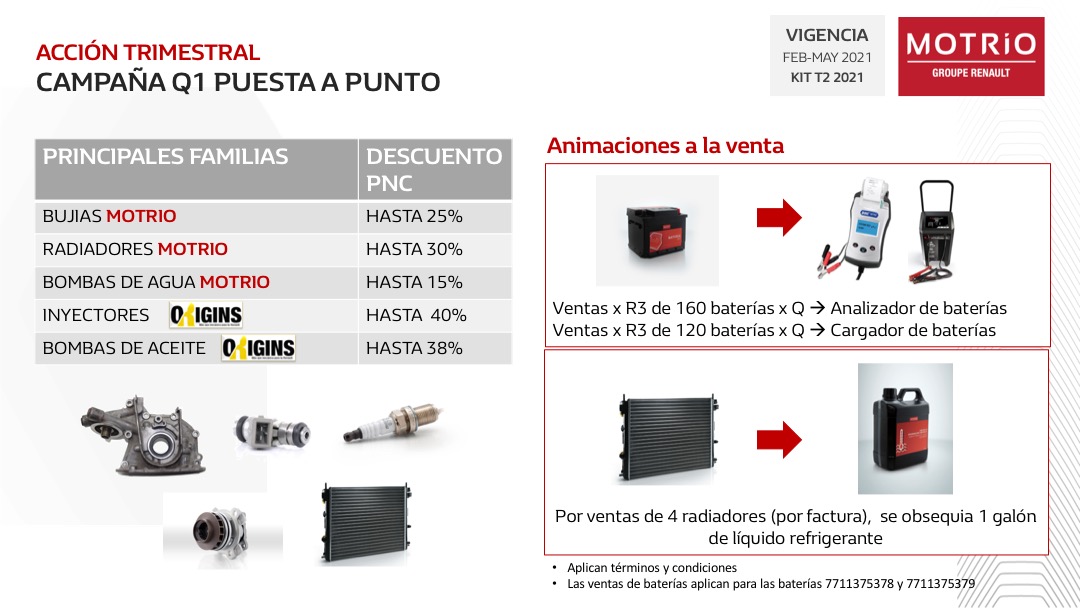 ACCIÓN TRIMESTRAL
CAMPAÑA Q1 PUESTA A PUNTO
VIGENCIA
FEB-MAY 2021
KIT T2 2021
MOTRiO
GROUPE RENAULT
PRINCIPALES FAMILIAS
DESCUENTO
PNC
BUJIAS MOTRIO
HASTA 25%
RADIADORES MOTRIO
HASTA 30%
BOMBAS DE AGUA MOTRIO
HASTA 15%
INYECTORES OXIGINS
HASTA 40%
BOMBAS DE ACEITE OXIGINS
HASTA 38%
Animaciones a la venta
Ventas x R3 de 160 baterías x Q → Analizador de baterías
Ventas x R3 de 120 baterías x Q → Cargador de baterías
Por ventas de 4 radiadores (por factura), se obsequia 1 galón
de líquido refrigerante
• Aplican términos y condiciones
• Las ventas de baterías aplican para las baterías 7711375378 y 7711375379